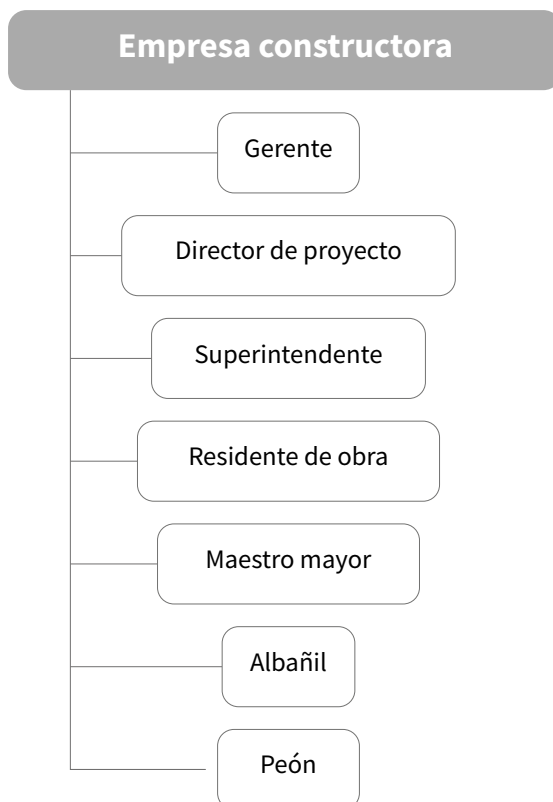 Empresa constructora
Gerente
Director de proyecto
Superintendente
Residente de obra
Maestro mayor
Albañil
Peón